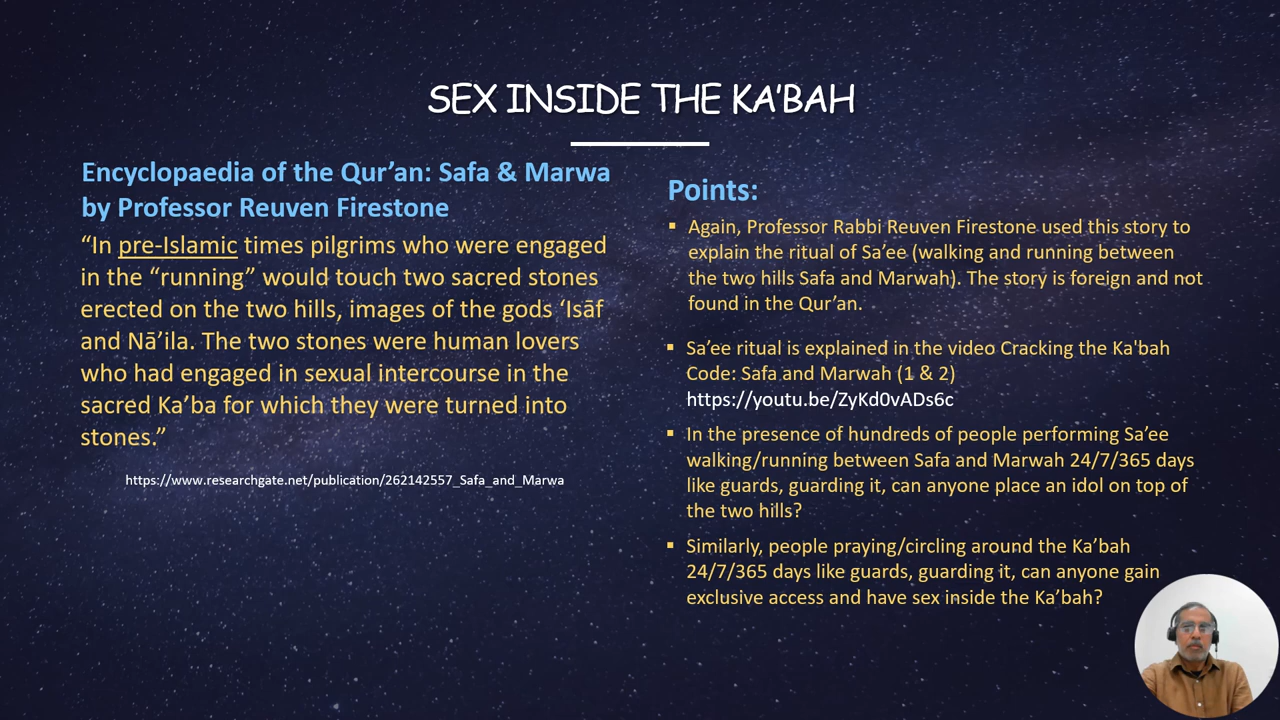 SEX INSIDE THE KA'BAH
Encyclopaedia of the Qur’an: Safa & Marwa
by Professor Reuven Firestone
“In pre-Islamic times pilgrims who were engaged
in the “running” would touch two sacred stones
erected on the two hills, images of the gods ‘Isāf
and Nā’ila. The two stones were human lovers
who had engaged in sexual intercourse in the
sacred Ka’ba for which they were turned into
stones.”
https://www.researchgate.net/publication/262142557_Safa_and_Marwa
Points:
▪ Again, Professor Rabbi Reuven Firestone used this story to
explain the ritual of Sa’ee (walking and running between
the two hills Safa and Marwah). The story is foreign and not
found in the Qur’an.
▪ Sa’ee ritual is explained in the video Cracking the Ka'bah
Code: Safa and Marwah (1 & 2)
https://youtu.be/ZyKd0vADs6c
▪ In the presence of hundreds of people performing Sa’ee
walking/running between Safa and Marwah 24/7/365 days
like guards, guarding it, can anyone place an idol on top of
the two hills?
▪ Similarly, people praying/circling around the Ka’bah
24/7/365 days like guards, guarding it, can anyone gain
exclusive access and have sex inside the Ka’bah?